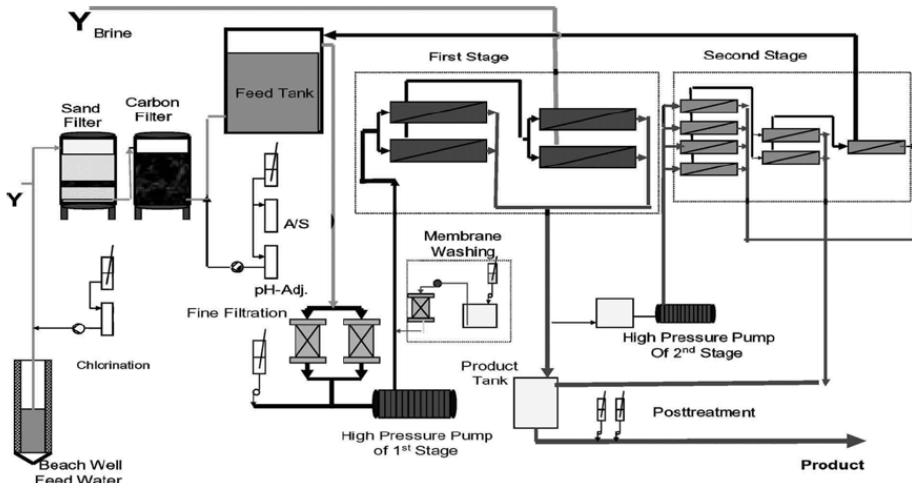 Y
Brine
First Stage
Second Stage
Feed Tank
Sand
Filter
Carbon
Filter
Y
A/S
pH-Adj.
Membrane
Washing
Fine Filtration
Chlorination
High Pressure Pump
Of 2nd Stage
Product
Tank
Posttreatment
High Pressure Pump
of 1st Stage
Beach Well
Feed Water
Product